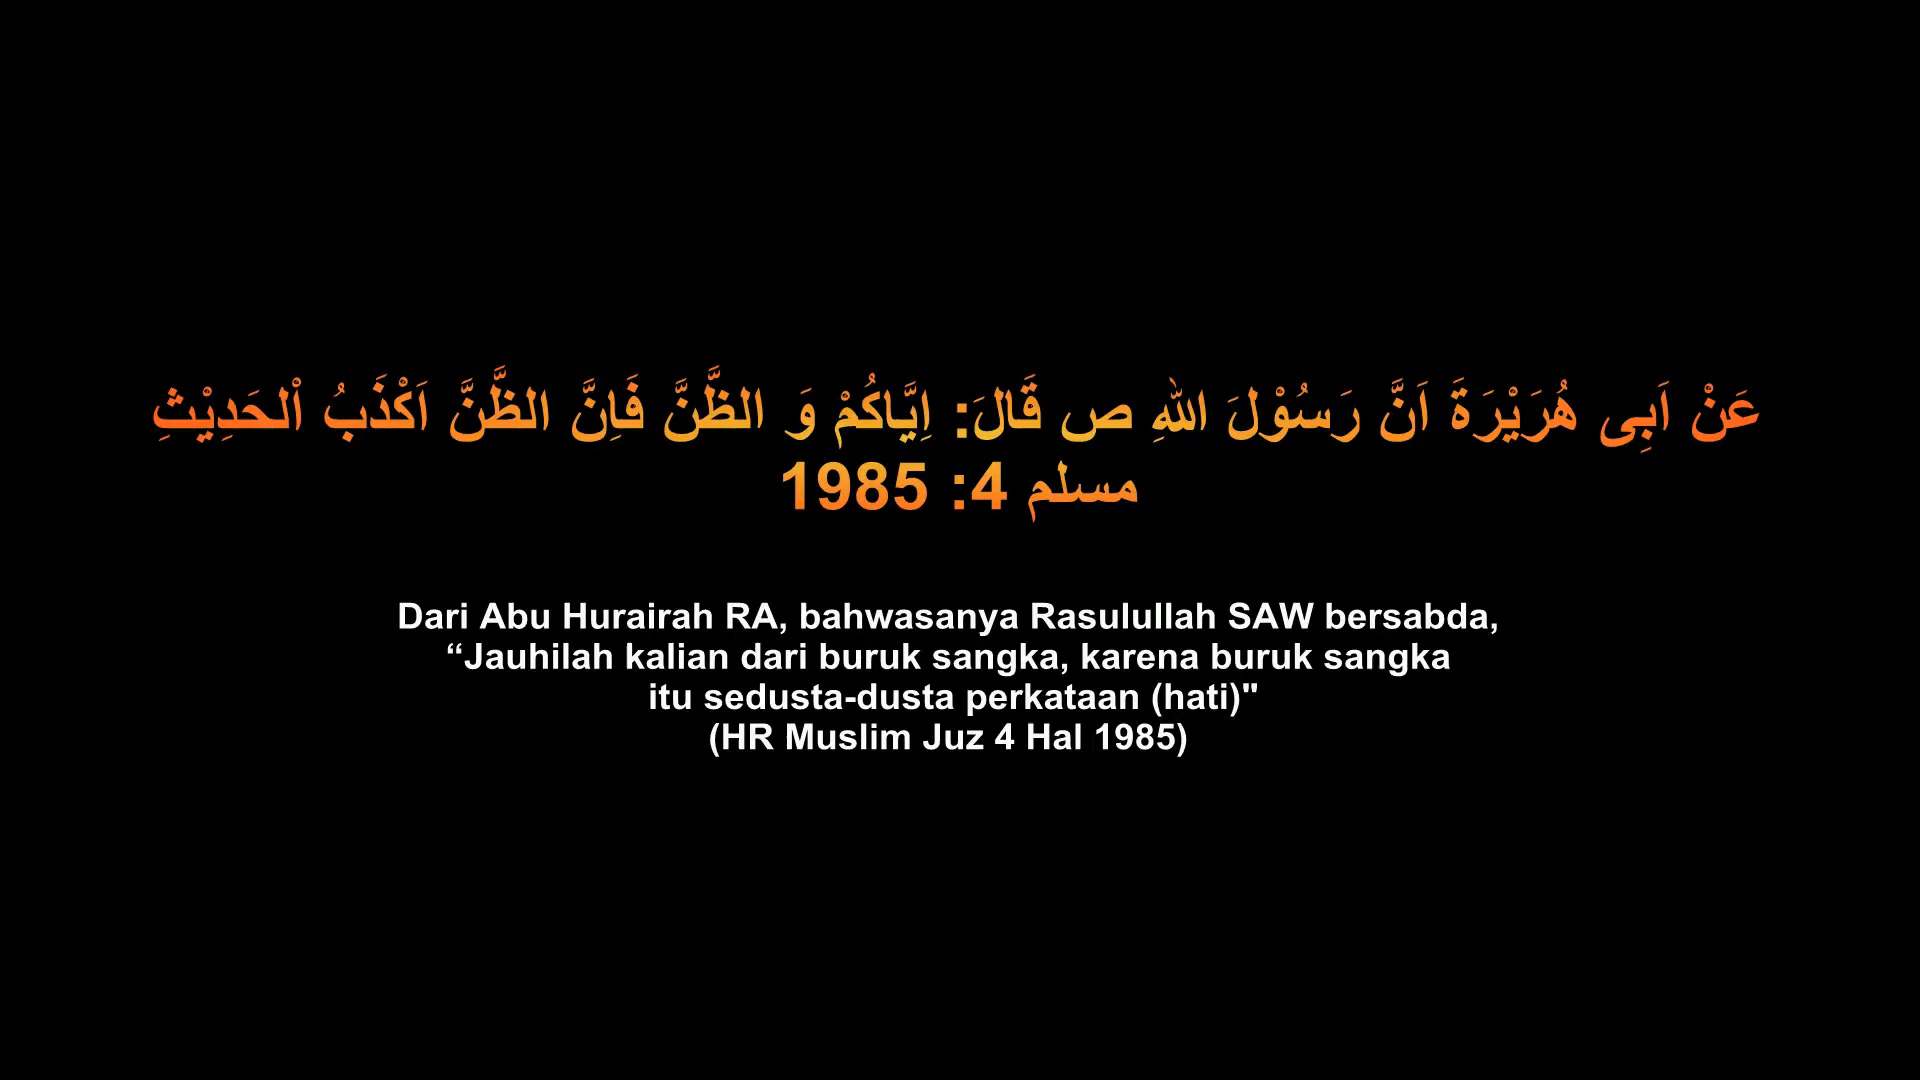 عَنْ اَبِى هُرَيْرَةَ اَنَّ رَسُوْلَ اللهِ ص قَالَ: اِيَّاكُمْ وَ الظَّنَّ فَاِنَّ الظَّنَّ اَكْذَبُ اْلحَدِيْثِ
مسلم 4: 1985
Dari Abu Hurairah RA, bahwasanya Rasulullah SAW bersabda,
“Jauhilah kalian dari buruk sangka, karena buruk sangka
itu sedusta-dusta perkataan (hati)"
(HR Muslim Juz 4 Hal 1985)